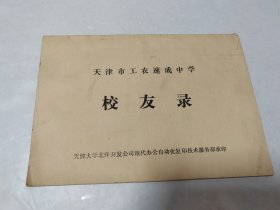 天津市工农速成中学
校友录
天津大学北洋开发公司现代办公自动化复印技术服务部承印